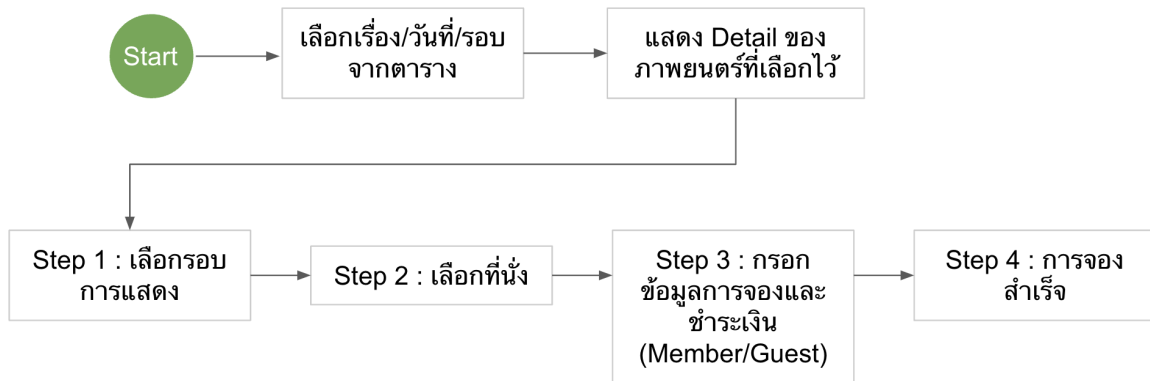 Start
เลือกเรื่อง/วันที่/รอบ
จากตาราง
แสดง Detail ของ
ภาพยนตร์ที่เลือกไว้
Step 1 : เลือกรอบ
การแสดง
Step 2 : เลือกที่นั่ง
Step 3 : กรอก
ข้อมูลการจองและ
ชำระเงิน
(Member/Guest)
Step 4 : การจอง
สำเร็จ